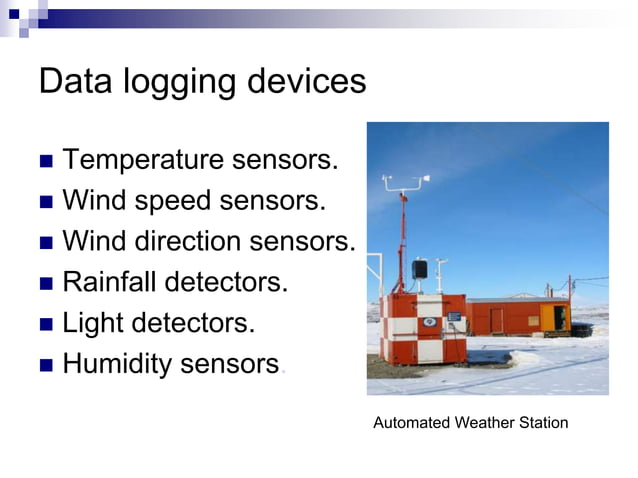 Data logging devices
Temperature sensors.
Wind speed sensors.
Wind direction sensors.
Rainfall detectors.
Light detectors.
Humidity sensors.
Automated Weather Station